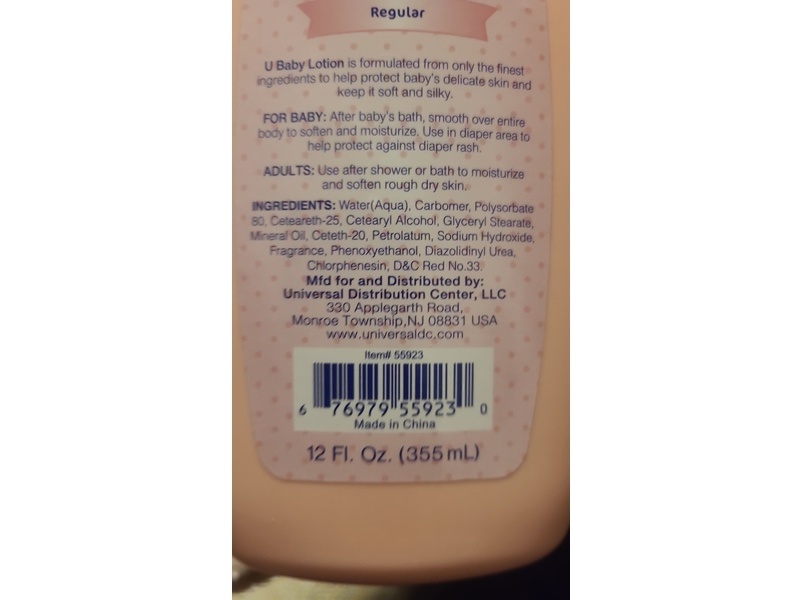 Regular
U Baby Lotion is formulated from only the finest
ingredients to help protect baby's delicate skin and
keep it soft and silky.
FOR BABY: After baby's bath, smooth over entire
body to soften and moisturize. Use in diaper area to
help protect against diaper rash.
ADULTS: Use after shower or bath to moisturize
and soften rough dry skin.
INGREDIENTS: Water(Aqua), Carbomer, Polysorbate
80, Ceteareth-25, Cetearyl Alcohol, Glyceryl Stearate,
Mineral Oil, Ceteth-20, Petrolatum, Sodium Hydroxide,
Fragrance, Phenoxyethanol, Diazolidinyl Urea,
Chlorphenesin, D&C Red No.33.
Mfd for and Distributed by:
Universal Distribution Center, LLC
330 Applegarth Road,
Monroe Township,NJ 08831 USA
www.universaldc.com
Item# 55923
6 76979 55923 0
Made in China
12 Fl. Oz. (355 mL)